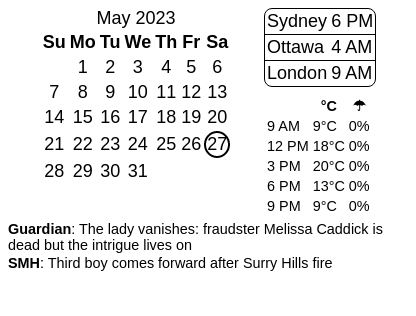 May 2023
Su Mo Tu We Th Fr Sa
1 2 3 4 5 6
7 8 9 10 11 12 13
14 15 16 17 18 19 20
21 22 23 24 25 26 27
28 29 30 31
Sydney 6 PM
Ottawa 4 AM
London 9 AM
°C ☂
9 AM 9°C 0%
12 PM 18°C 0%
3 PM 20°C 0%
6 PM 13°C 0%
9 PM 9°C 0%
Guardian: The lady vanishes: fraudster Melissa Caddick is
dead but the intrigue lives on
SMH: Third boy comes forward after Surry Hills fire